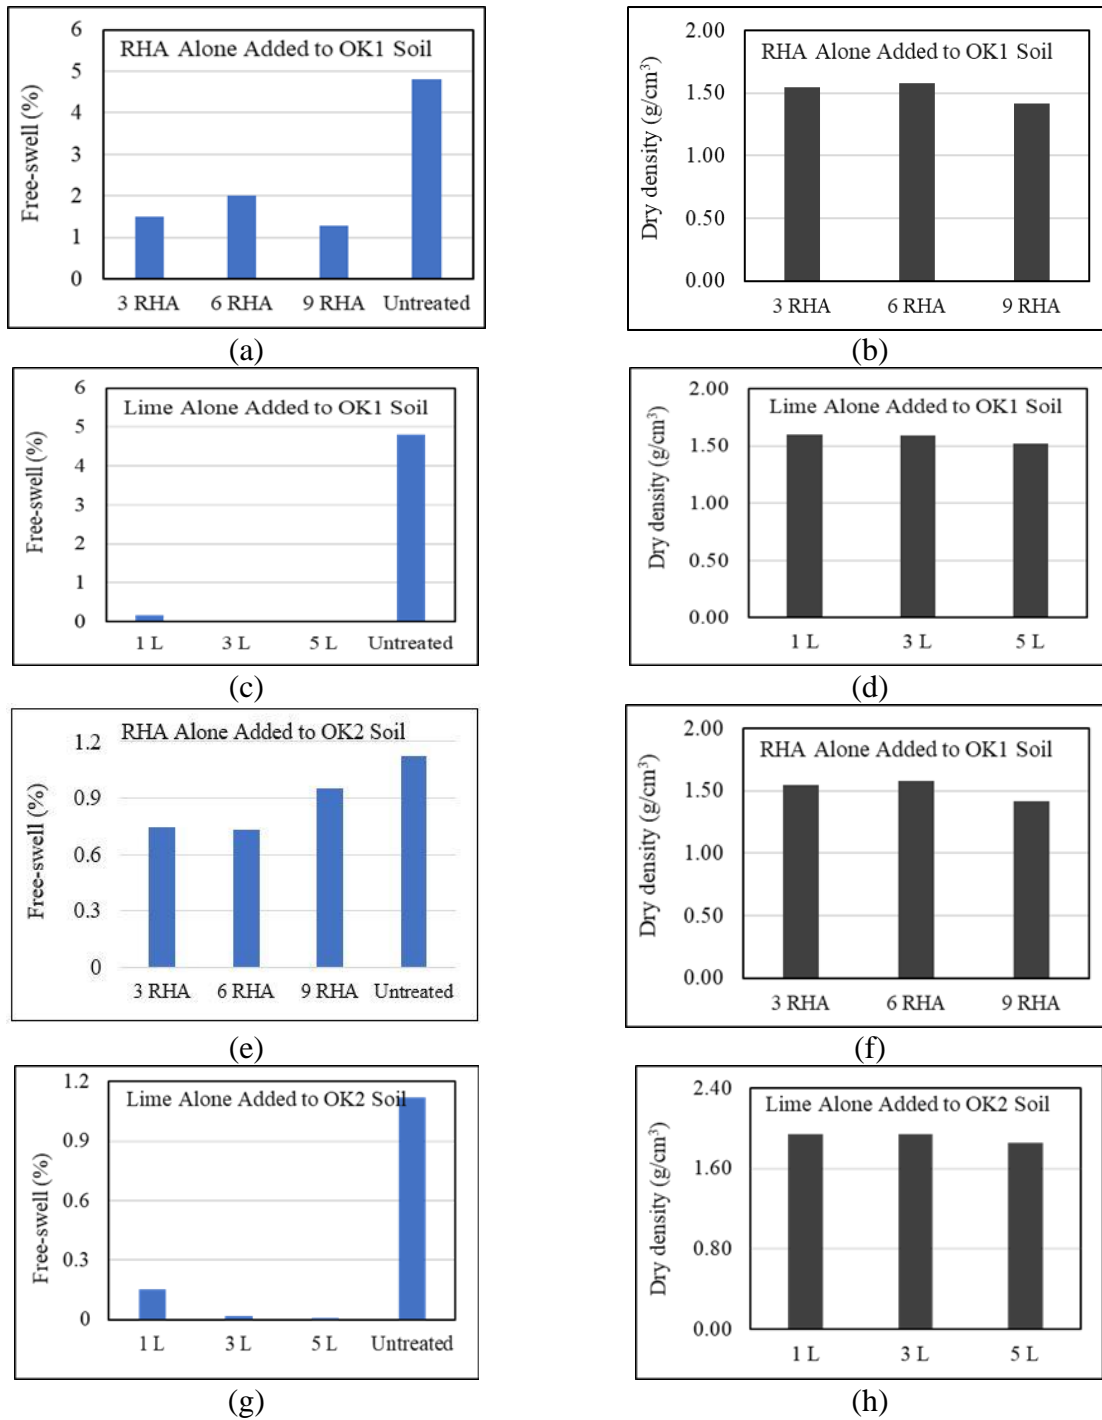 RHA Alone Added to OK1 Soil
Free-swell (%)
6
5
4
3
2
1
0
3 RHA 6 RHA 9 RHA Untreated
(a)
RHA Alone Added to OK1 Soil
Dry density (g/cm³)
2.00
1.50
1.00
0.50
0.00
3 RHA 6 RHA 9 RHA
(b)
Lime Alone Added to OK1 Soil
Free-swell (%)
6
5
4
3
2
1
0
1 L 3 L 5 L Untreated
(c)
Lime Alone Added to OK1 Soil
Dry density (g/cm³)
2.00
1.50
1.00
0.50
0.00
1 L 3 L 5 L
(d)
RHA Alone Added to OK2 Soil
Free-swell (%)
1.2
0.9
0.6
0.3
0
3 RHA 6 RHA 9 RHA Untreated
(e)
RHA Alone Added to OK1 Soil
Dry density (g/cm³)
2.00
1.50
1.00
0.50
0.00
3 RHA 6 RHA 9 RHA
(f)
Lime Alone Added to OK2 Soil
Free-swell (%)
1.2
0.9
0.6
0.3
0
1 L 3 L 5 L Untreated
(g)
Lime Alone Added to OK2 Soil
Dry density (g/cm³)
2.40
1.60
0.80
0.00
1 L 3 L 5 L
(h)